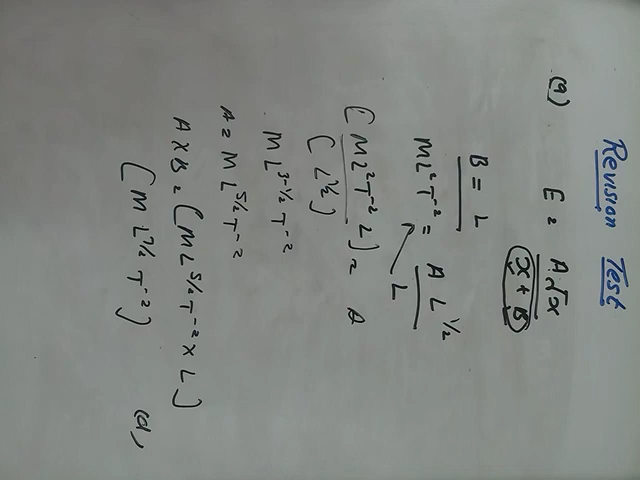 Revision Test
(9) E = A√x / (x + B)
B = L
ML²T⁻² = A L^1/2 / L
(ML²T⁻² L) / (L^1/2) = A
ML^3-1/2 T⁻²
A = ML^5/2 T⁻²
A x B = (ML^5/2 T⁻² x L)
(ML^7/2 T⁻²) (d)